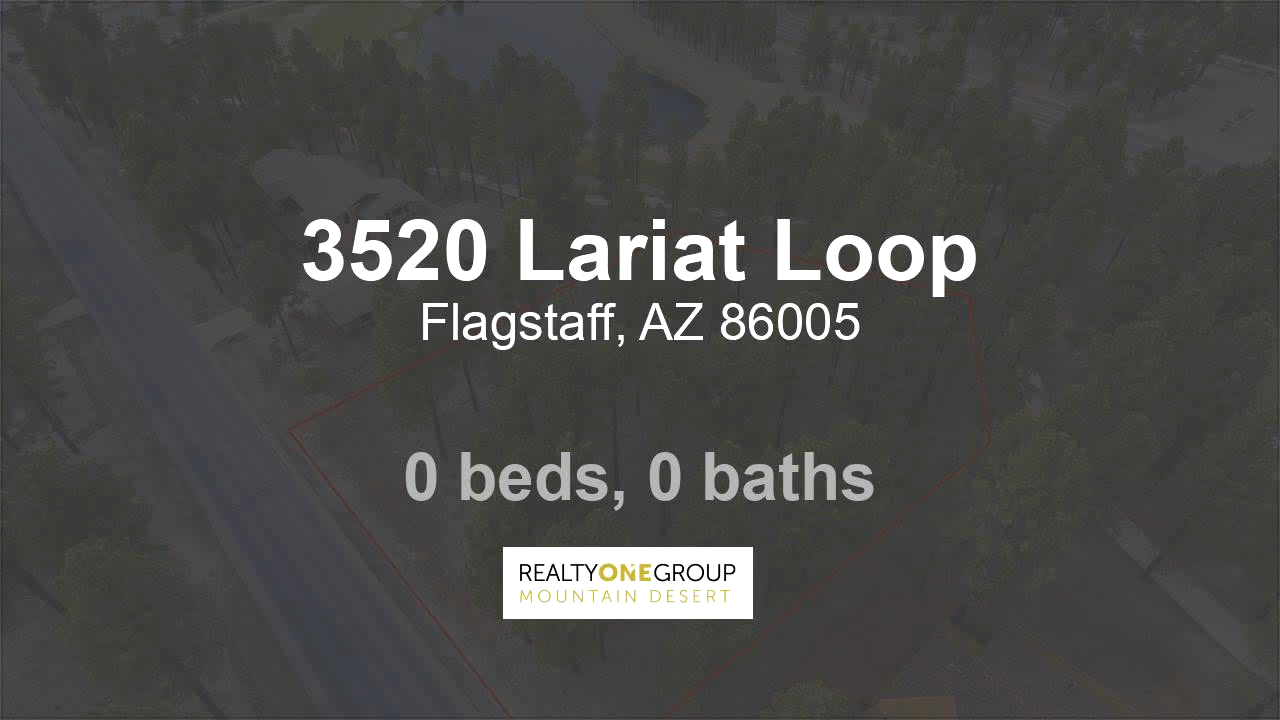 3520 Lariat Loop
Flagstaff, AZ 86005
0 beds, 0 baths
REALTYONEGROUP
MOUNTAIN DESERT